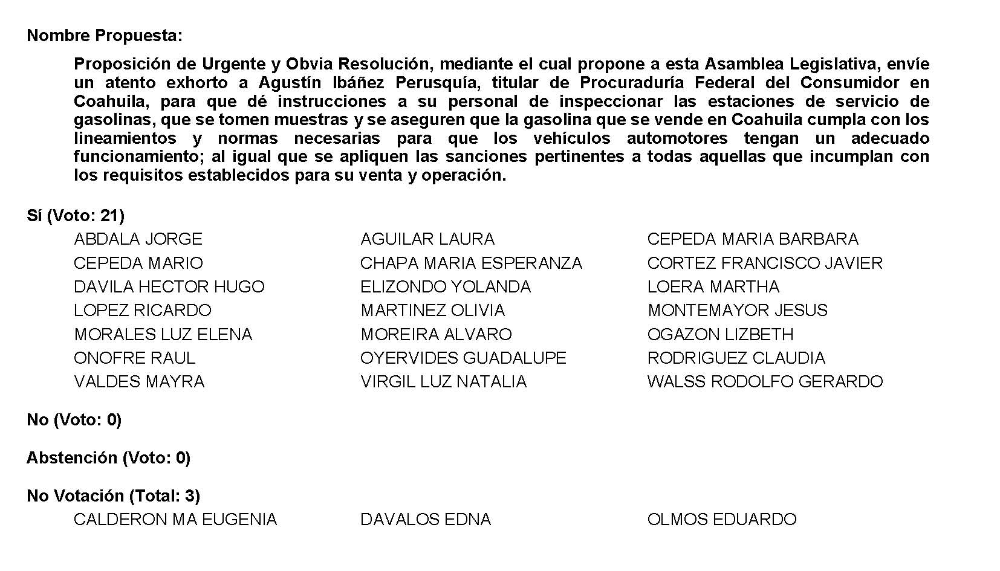 Nombre Propuesta:
Proposición de Urgente y Obvia Resolución, mediante el cual propone a esta Asamblea Legislativa, envíe
un atento exhorto a Agustín Ibáñez Perusquía, titular de Procuraduría Federal del Consumidor en
Coahuila, para que dé instrucciones a su personal de inspeccionar las estaciones de servicio de
gasolinas, que se tomen muestras y se aseguren que la gasolina que se vende en Coahuila cumpla con los
lineamientos y normas necesarias para que los vehículos automotores tengan un adecuado
funcionamiento; al igual que se apliquen las sanciones pertinentes a todas aquellas que incumplan con
los requisitos establecidos para su venta y operación.
Sí (Voto: 21)
ABDALA JORGE AGUILAR LAURA CEPEDA MARIA BARBARA
CEPEDA MARIO CHAPA MARIA ESPERANZA CORTEZ FRANCISCO JAVIER
DAVILA HECTOR HUGO ELIZONDO YOLANDA LOERA MARTHA
LOPEZ RICARDO MARTINEZ OLIVIA MONTEMAYOR JESUS
MORALES LUZ ELENA MOREIRA ALVARO OGAZON LIZBETH
ONOFRE RAUL OYERVIDES GUADALUPE RODRIGUEZ CLAUDIA
VALDES MAYRA VIRGIL LUZ NATALIA WALSS RODOLFO GERARDO
No (Voto: 0)
Abstención (Voto: 0)
No Votación (Total: 3)
CALDERON MA EUGENIA DAVALOS EDNA OLMOS EDUARDO